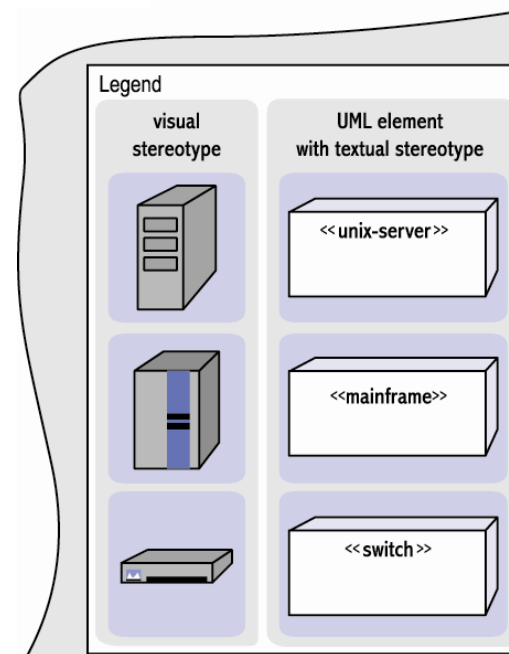 Legend
visual
stereotype
UML element
with textual stereotype
<<unix-server>>
<<mainframe>>
<<switch>>